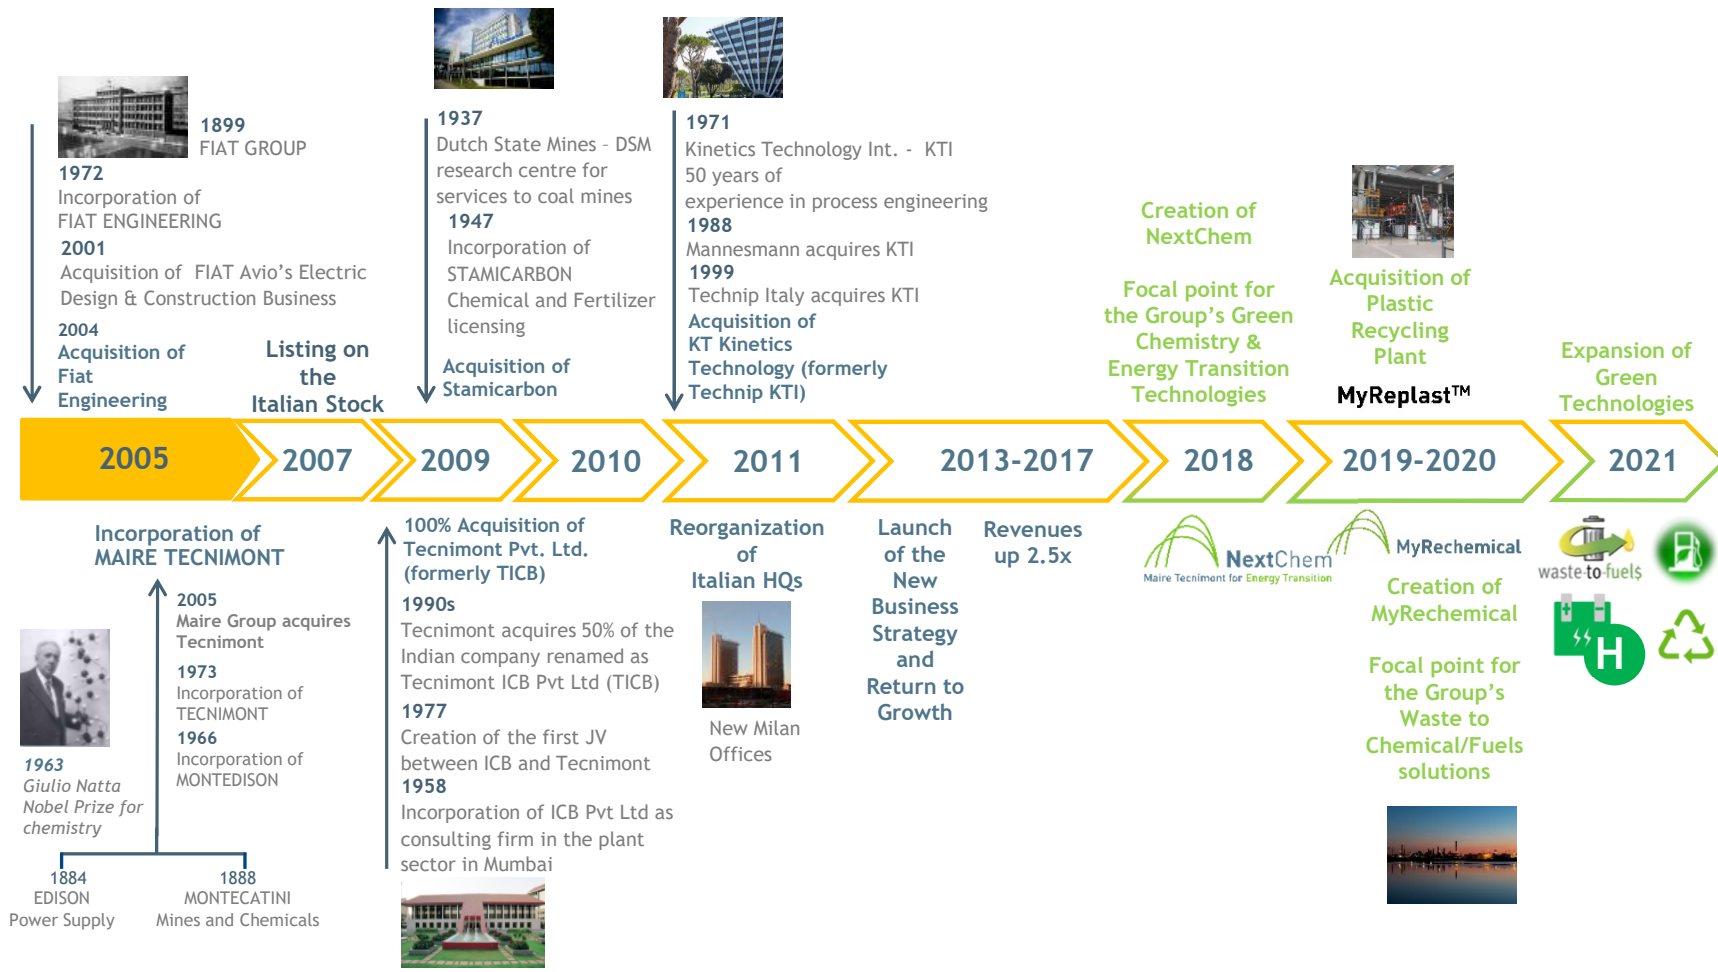 1899
FIAT GROUP
1972
Incorporation of
FIAT ENGINEERING
2001
Acquisition of FIAT Avio's Electric
Design & Construction Business
2004
Acquisition of
Fiat
Engineering
Listing on
the
Italian Stock
1937
Dutch State Mines - DSM
research centre for
services to coal mines
1947
Incorporation of
STAMICARBON
Chemical and Fertilizer
licensing
Acquisition of
Stamicarbon
1971
Kinetics Technology Int. - KTI
50 years of
experience in process engineering
1988
Mannesmann acquires KTI
1999
Technip Italy acquires KTI
Acquisition of
KT Kinetics
Technology (formerly
Technip KTI)
Creation of
NextChem
Focal point for
the Group's Green
Chemistry &
Energy Transition
Technologies
Acquisition of
Plastic
Recycling
Plant
MyReplast™
Expansion of
Green
Technologies
2005
2007
2009
2010
2011
2013-2017
2018
2019-2020
2021
Incorporation of
MAIRE TECNIMONT
2005
Maire Group acquires
Tecnimont
1973
Incorporation of
TECNIMONT
1966
Incorporation of
MONTEDISON
1963
Giulio Natta
Nobel Prize for
chemistry
1884
EDISON
Power Supply
1888
MONTECATINI
Mines and Chemicals
100% Acquisition of
Tecnimont Pvt. Ltd.
(formerly TICB)
1990s
Tecnimont acquires 50% of the
Indian company renamed as
Tecnimont ICB Pvt Ltd (TICB)
1977
Creation of the first JV
between ICB and Tecnimont
1958
Incorporation of ICB Pvt Ltd as
consulting firm in the plant
sector in Mumbai
Reorganization
of
Italian HQs
New Milan
Offices
Launch
of the
New
Business
Strategy
and
Return to
Growth
Revenues
up 2.5x
NextChem
Maire Tecnimont for Energy Transition
MyRechemical
Creation of
MyRechemical
Focal point for
the Group's
Waste to
Chemical/Fuels
solutions
waste-to-fuel$
H